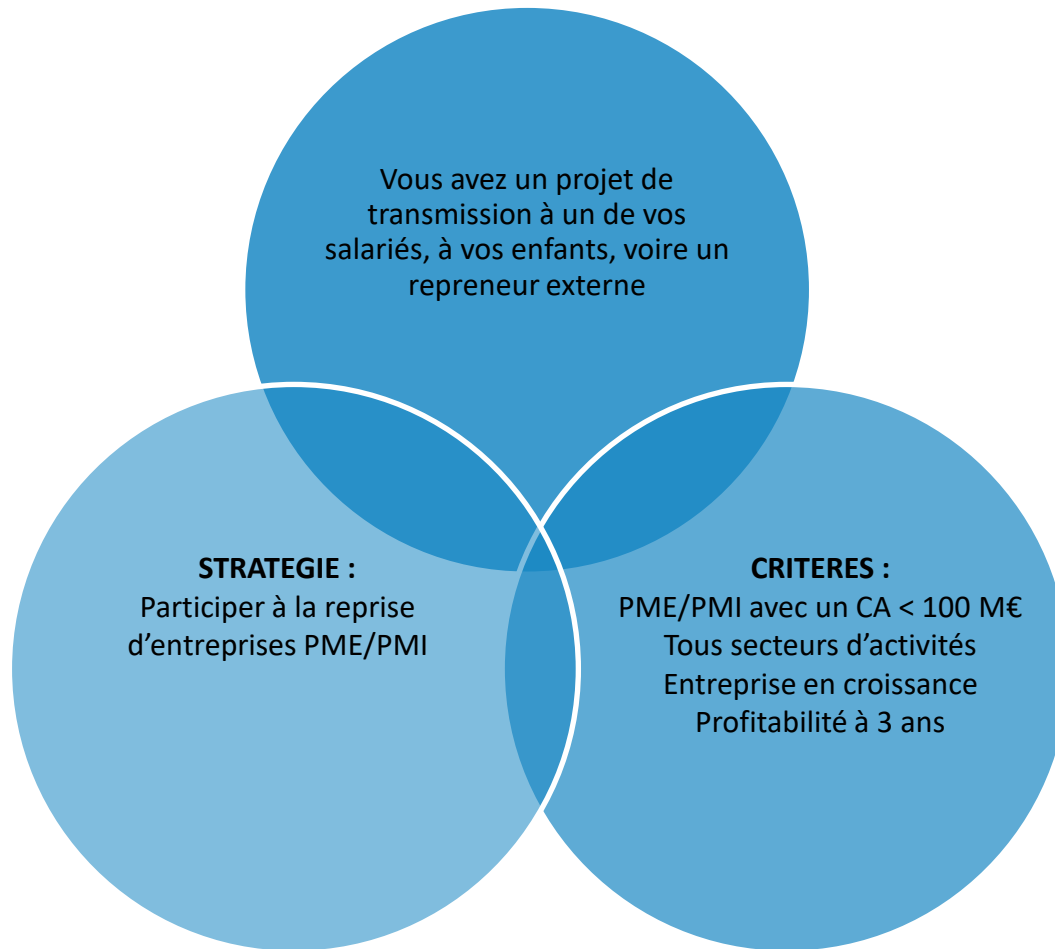 Vous avez un projet de
transmission à un de vos
salariés, à vos enfants, voire un
repreneur externe
STRATEGIE :
Participer à la reprise
d’entreprises PME/PMI
CRITERES :
PME/PMI avec un CA < 100 M€
Tous secteurs d’activités
Entreprise en croissance
Profitabilité à 3 ans